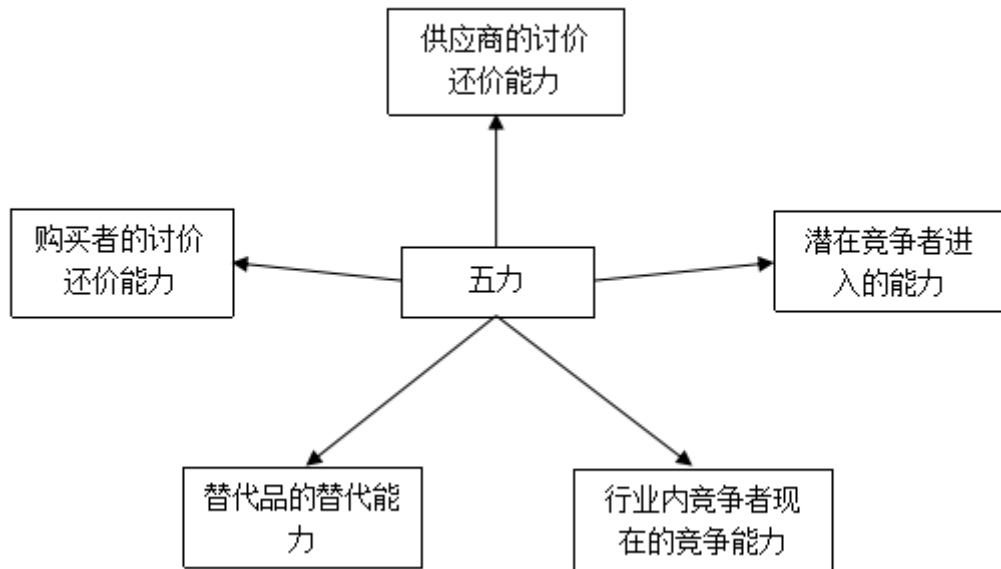 供应商的讨价
还价能力
购买者的讨价
还价能力
五力
潜在竞争者进
入的能力
替代品的替代能
力
行业内竞争者现
在的竞争能力